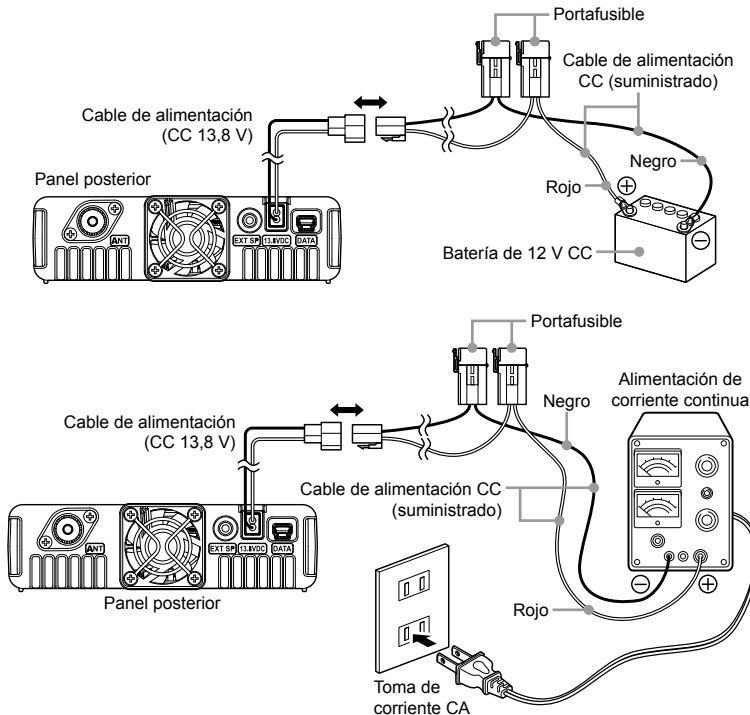 Portafusible
Cable de alimentación
CC (suministrado)
Cable de alimentación
(CC 13,8 V)
Negro
Panel posterior
Rojo
⊕
ANT
EXT SP
13.8VDC
DATA
Batería de 12 V CC
⊖
Portafusible
Alimentación de
corriente continua
Negro
Cable de alimentación
(CC 13,8 V)
Cable de alimentación CC
(suministrado)
ANT
EXT SP
13.8VDC
DATA
⊖
⊕
Panel posterior
Rojo
Toma de
corriente CA